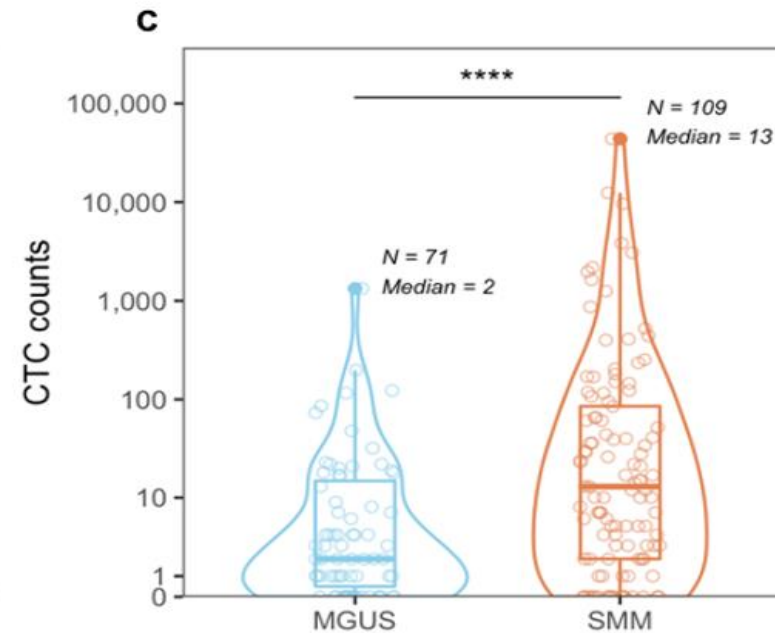 C
****
N = 109
Median = 13
N = 71
Median = 2
CTC counts
100,000
10,000
1,000
100
10
1
0
MGUS
SMM